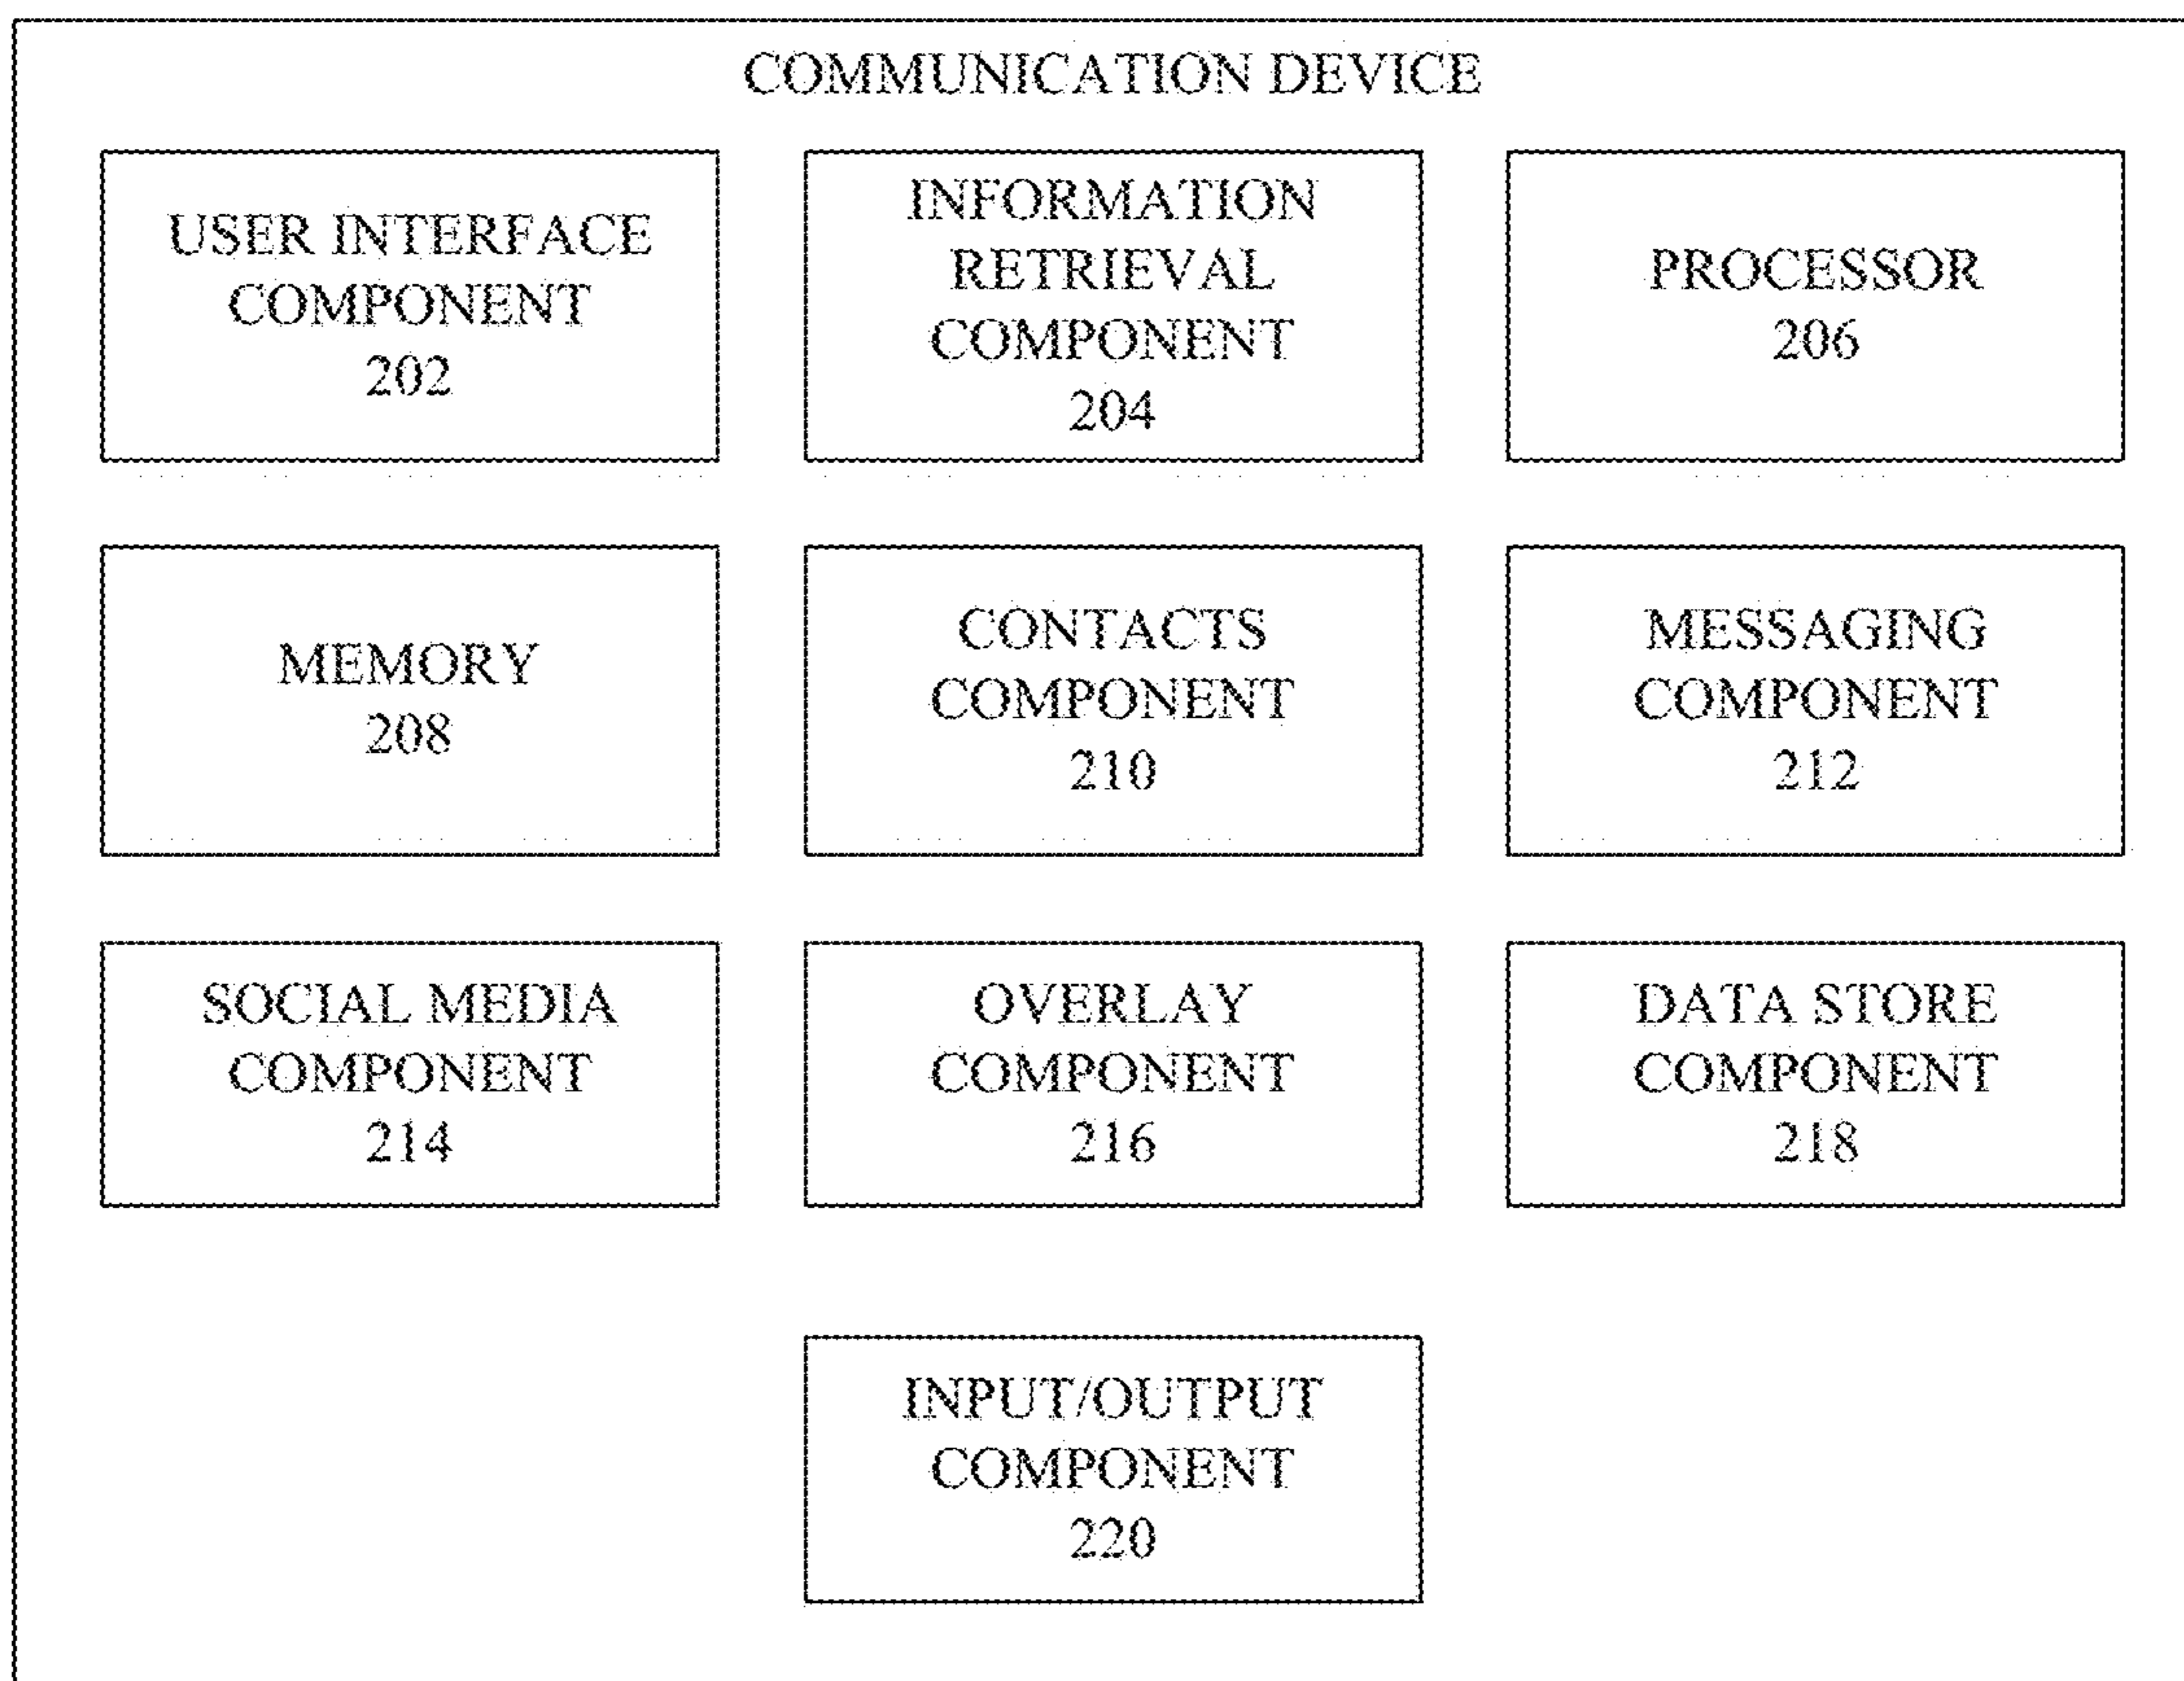 COMMUNICATION DEVICE
USER INTERFACE
COMPONENT
202
INFORMATION
RETRIEVAL
COMPONENT
204
PROCESSOR
206
MEMORY
208
CONTACTS
COMPONENT
210
MESSAGING
COMPONENT
212
SOCIAL MEDIA
COMPONENT
214
OVERLAY
COMPONENT
216
DATA STORE
COMPONENT
218
INPUT/OUTPUT
COMPONENT
220